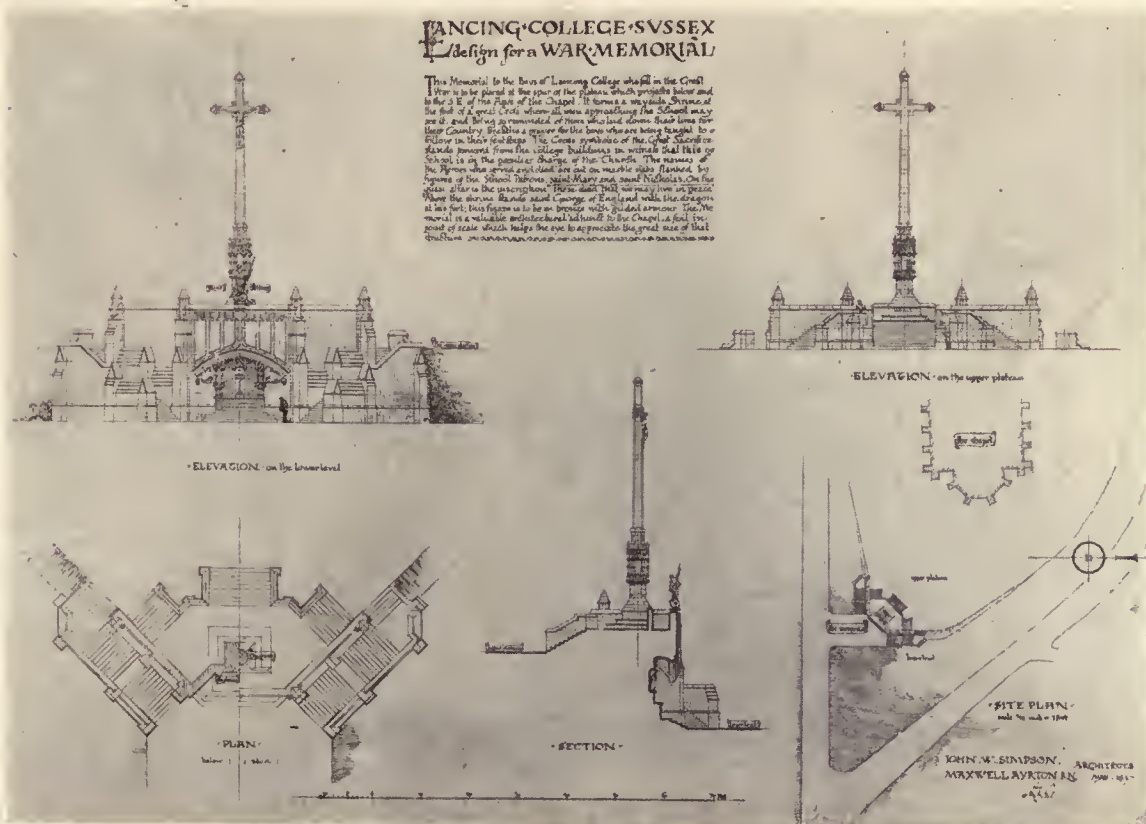 LANCING·COLLEGE·SVSSEX
design for a WAR·MEMORIAL
This Memorial to the Boys of Lancing College who fell in the Great
War is to be placed at the spur of the plateau which projects below and
to the S.E. of the Apse of the Chapel. It forms a wayside Shrine, at
the foot of a great Cross where all men approaching the School may
see it, and being so reminded of those who laid down their lives for
their Country, breathe a prayer for the boys who are being taught to
follow in their footsteps. The Cross symbolise of the Great Sacrifice
stands forward from the College buildings in witness that this
School is in the peculiar charge of the Church. The names of
the Heroes who served and died are cut on marble slabs flanked by
figures of the School Patrons, saint Mary and saint Nicholas. On the
altar is the inscription "These died that we may live in peace"
Above the shrine stands saint George of England with the dragon
at his feet; this figure is to be in bronze with gilded armour. The Me-
morial is a valuable architectural adjunct to the Chapel, a foil in
point of scale which helps the eye to appreciate the great size of that
structure
·ELEVATION· on the lower level
·ELEVATION· on the upper plateau
the chapel
upper plateau
lower level
·PLAN·
·SECTION·
·SITE PLAN·
JOHN W. SIMPSON. ARCHITECTS
MAXWELL AYRTON